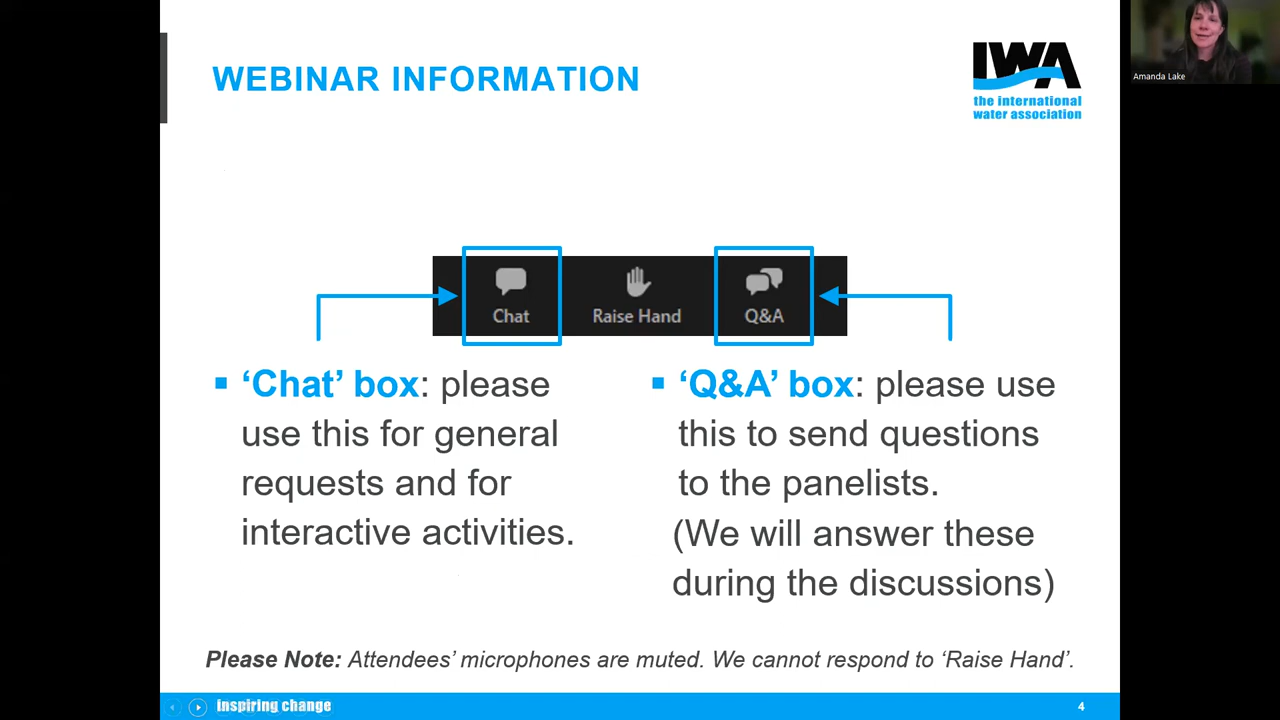 WEBINAR INFORMATION
IWA
the international
water association
Amanda Lake
Chat
Raise Hand
Q&A
‘Chat’ box: please
use this for general
requests and for
interactive activities.
‘Q&A’ box: please use
this to send questions
to the panelists.
(We will answer these
during the discussions)
Please Note: Attendees’ microphones are muted. We cannot respond to ‘Raise Hand’.
inspiring change
4